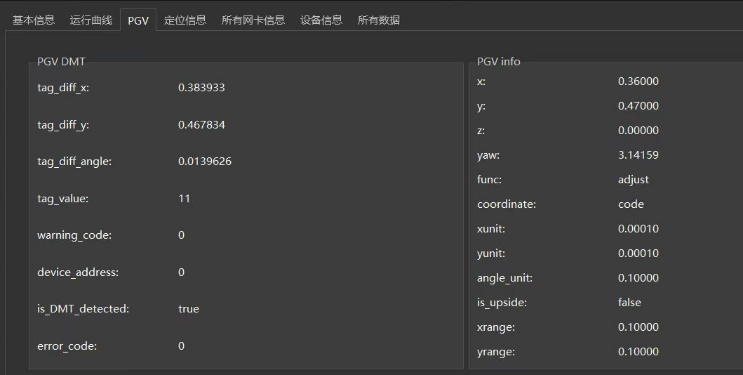 基本信息 运行曲线 PGV 定位信息 所有网卡信息 设备信息 所有数据
PGV DMT
tag_diff_x: 0.383933
tag_diff_y: 0.467834
tag_diff_angle: 0.0139626
tag_value: 11
warning_code: 0
device_address: 0
is_DMT_detected: true
error_code: 0
PGV info
x: 0.36000
y: 0.47000
z: 0.00000
yaw: 3.14159
func: adjust
coordinate: code
xunit: 0.00010
yunit: 0.00010
angle_unit: 0.10000
is_upside: false
xrange: 0.10000
yrange: 0.10000